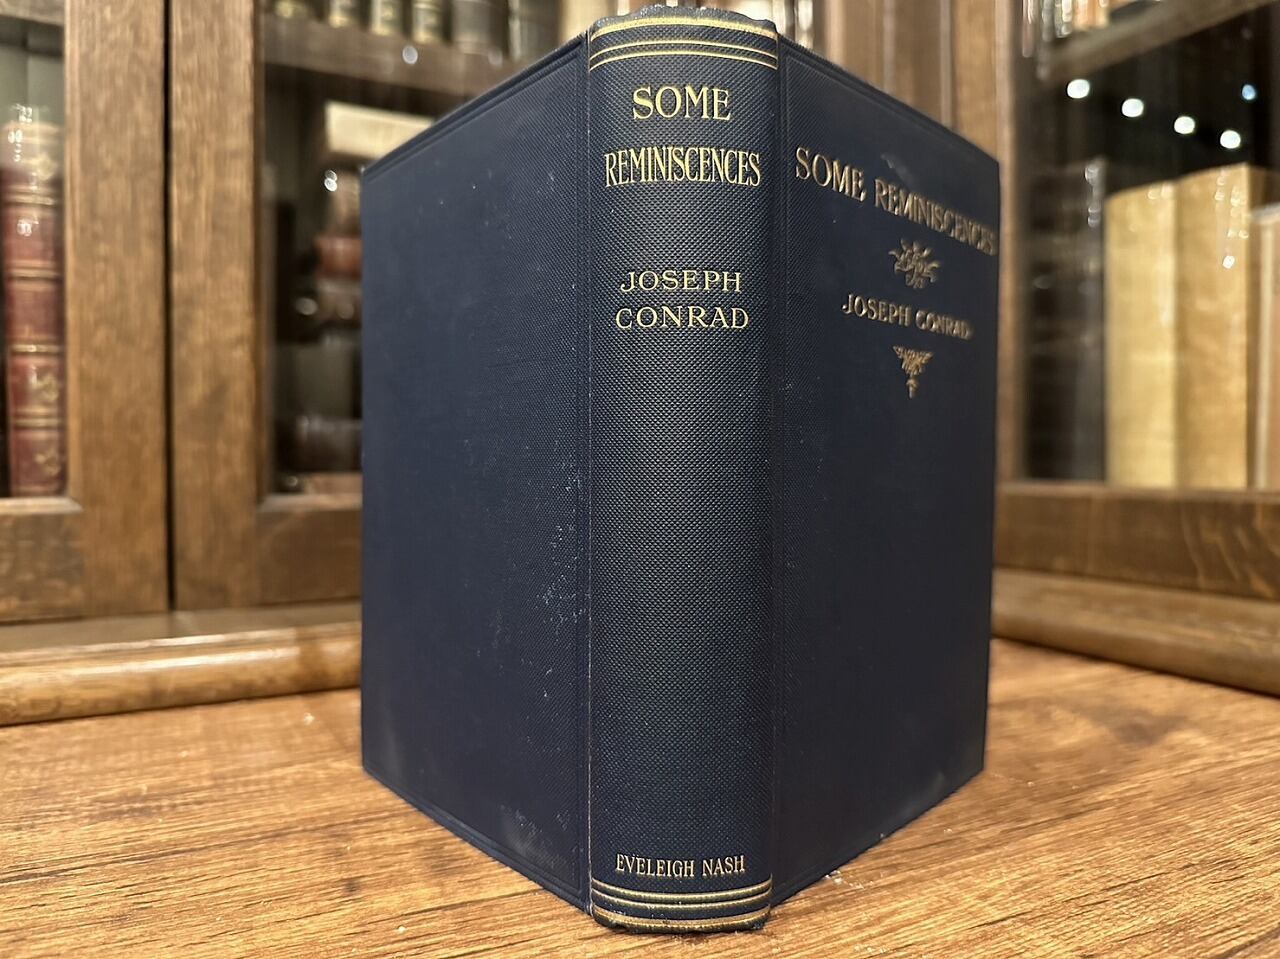 SOME
REMINISCENCES
JOSEPH
CONRAD
EVELEIGH NASH
SOME REMINISCENCES
JOSEPH CONRAD